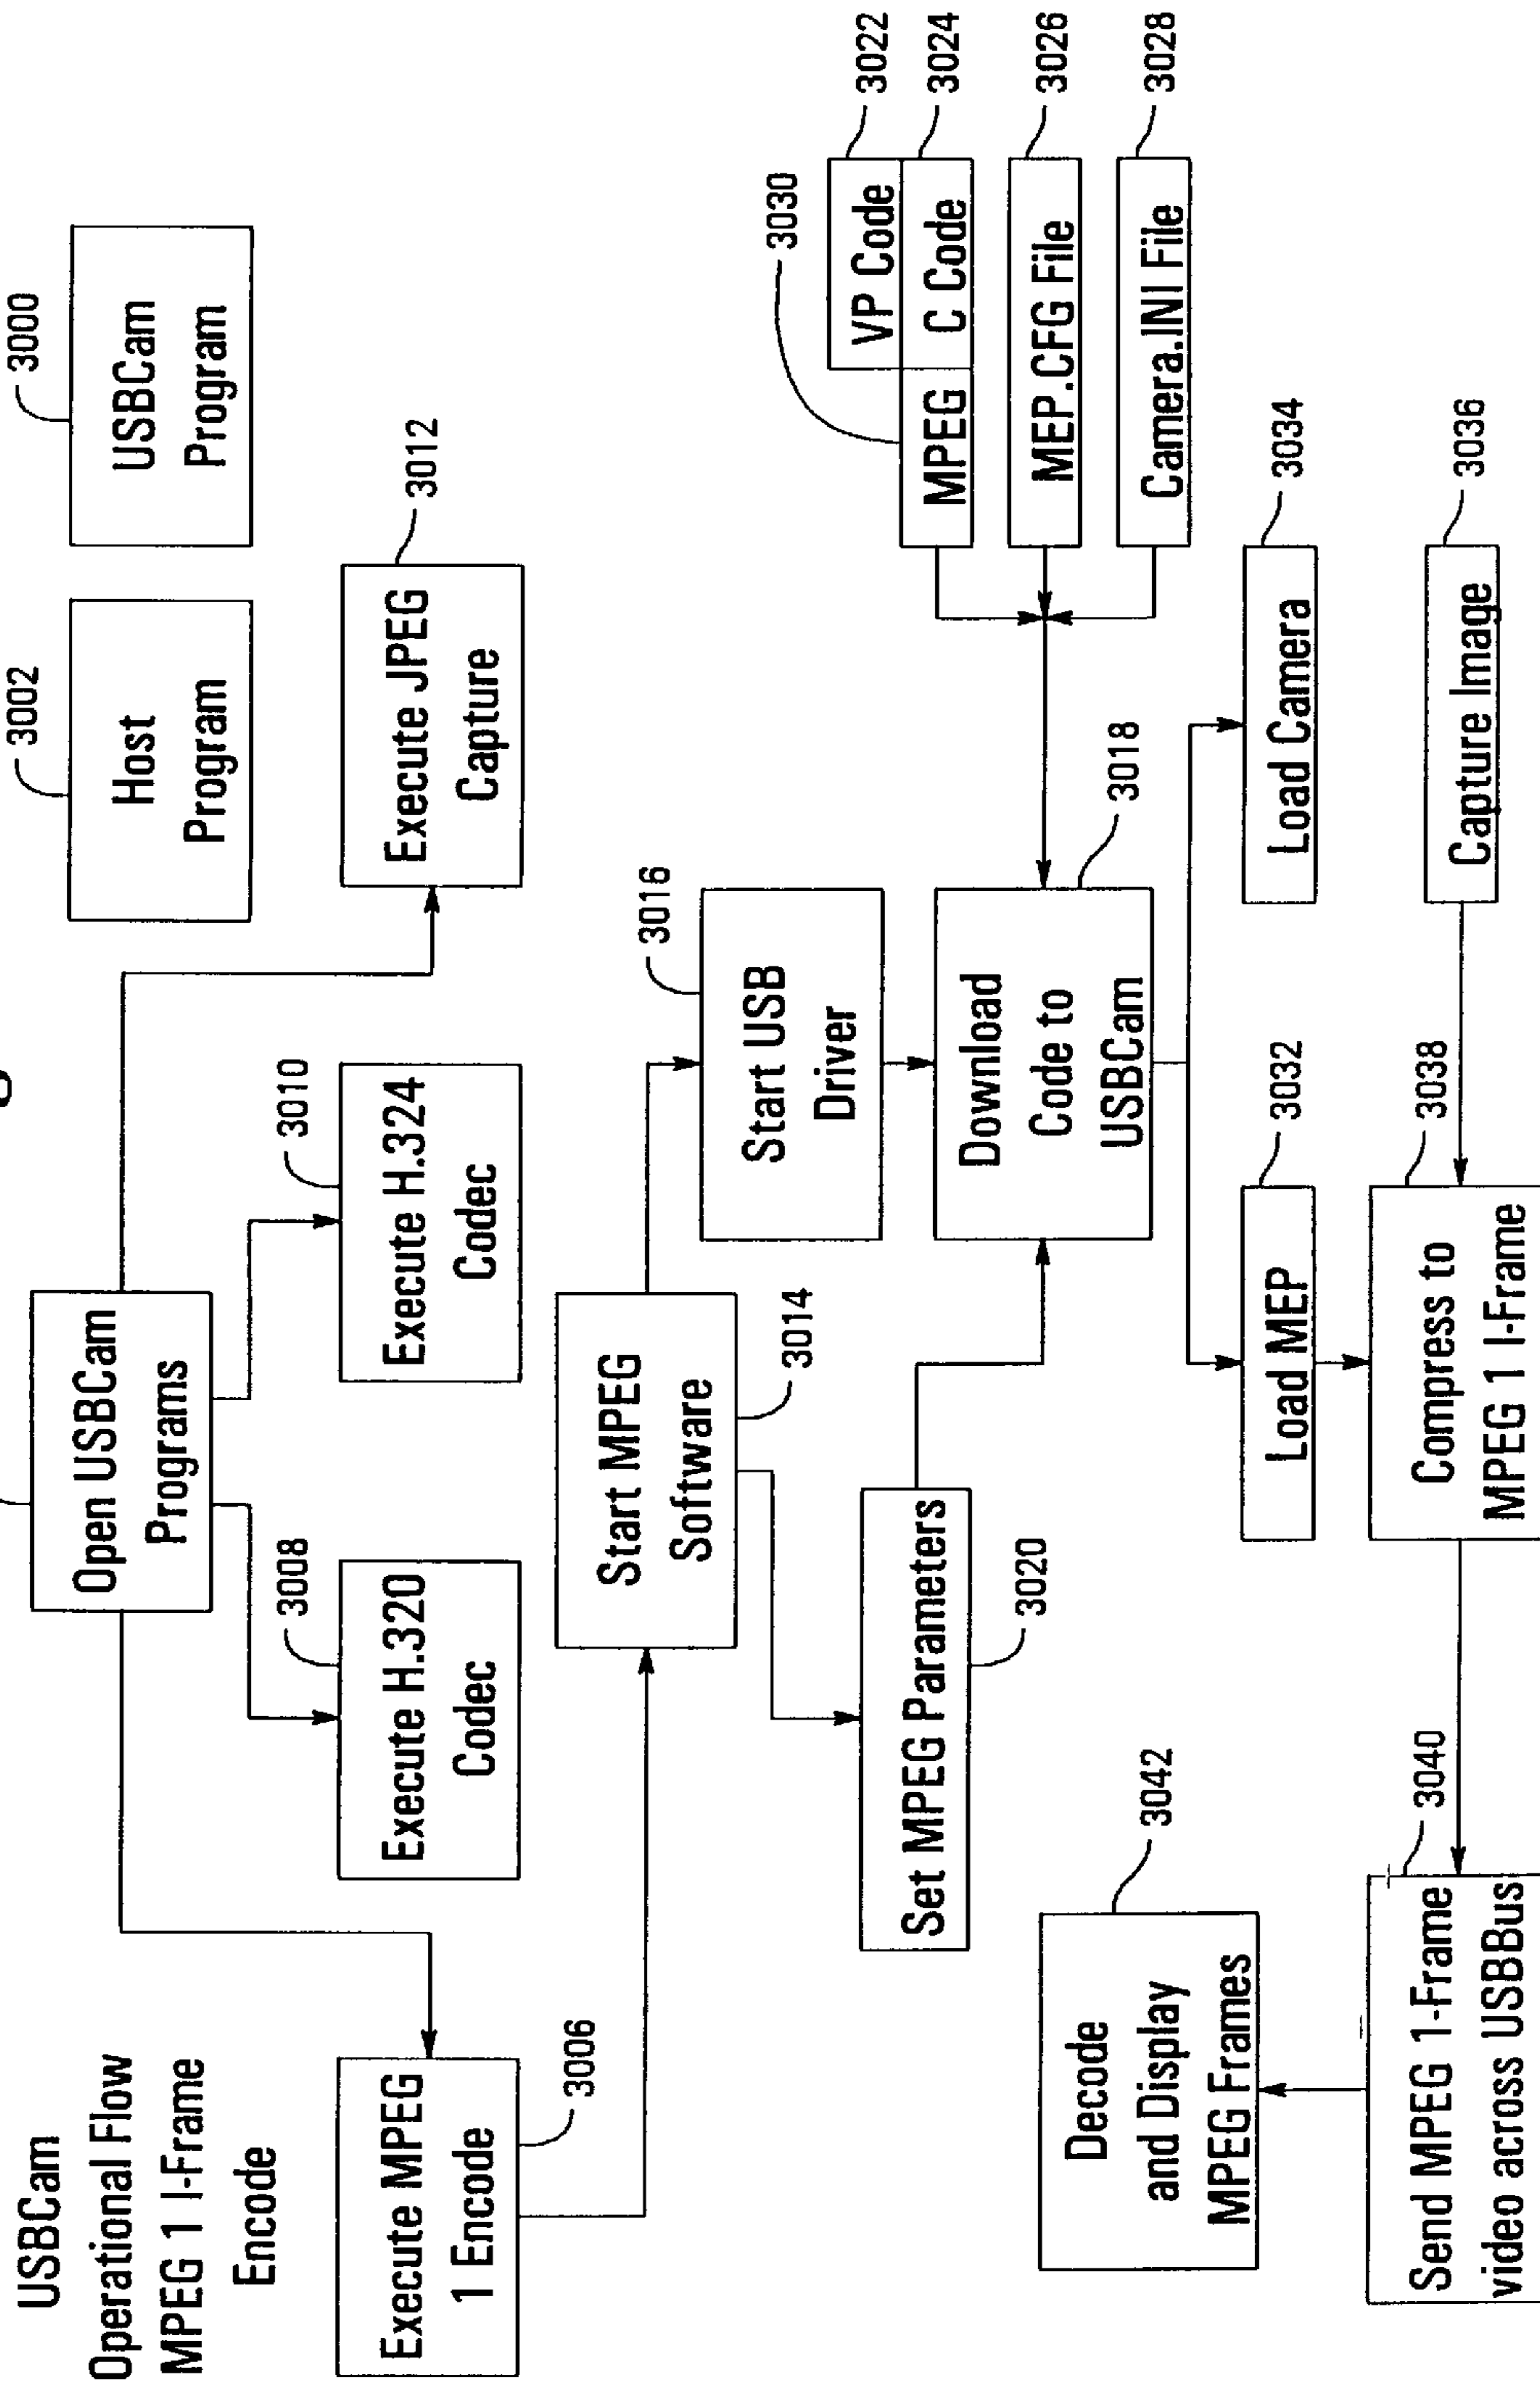 USBCam
Operational Flow
MPEG 1 I-Frame
Encode
3002
Host
Program
3000
USBCam
Program
Open USBCam
Programs
Execute MPEG
1 Encode
3006
3008
Execute H.320
Codec
3010
Execute H.324
Codec
3012
Execute JPEG
Capture
Start MPEG
Software
3014
3016
Start USB
Driver
Set MPEG Parameters
3020
Download
Code to
USBCam
3018
3030
VP Code
3022
MPEG
C Code
3024
MEP.CFG File
3026
Camera.INI File
3028
Load MEP
3032
Load Camera
3034
Capture Image
3036
Compress to
MPEG 1 I-Frame
3038
Send MPEG 1-Frame
video across USBBus
3040
Decode
and Display
MPEG Frames
3042